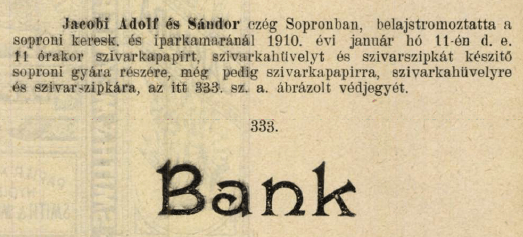 Jacobi Adolf és Sándor czég Sopronban, belajstromoztatta a
soproni keresk. és iparkamaránál 1910. évi január hó 11-én d. e.
11 órakor szivarkapapirt, szivarkahüvelyt és szivarszipkát készitő
soproni gyára részére, még pedig szivarkapapirra, szivarkahüvelyre
és szivar-zipkára, az itt 333. sz. a. ábrázolt védjegyét.
333.
Bank